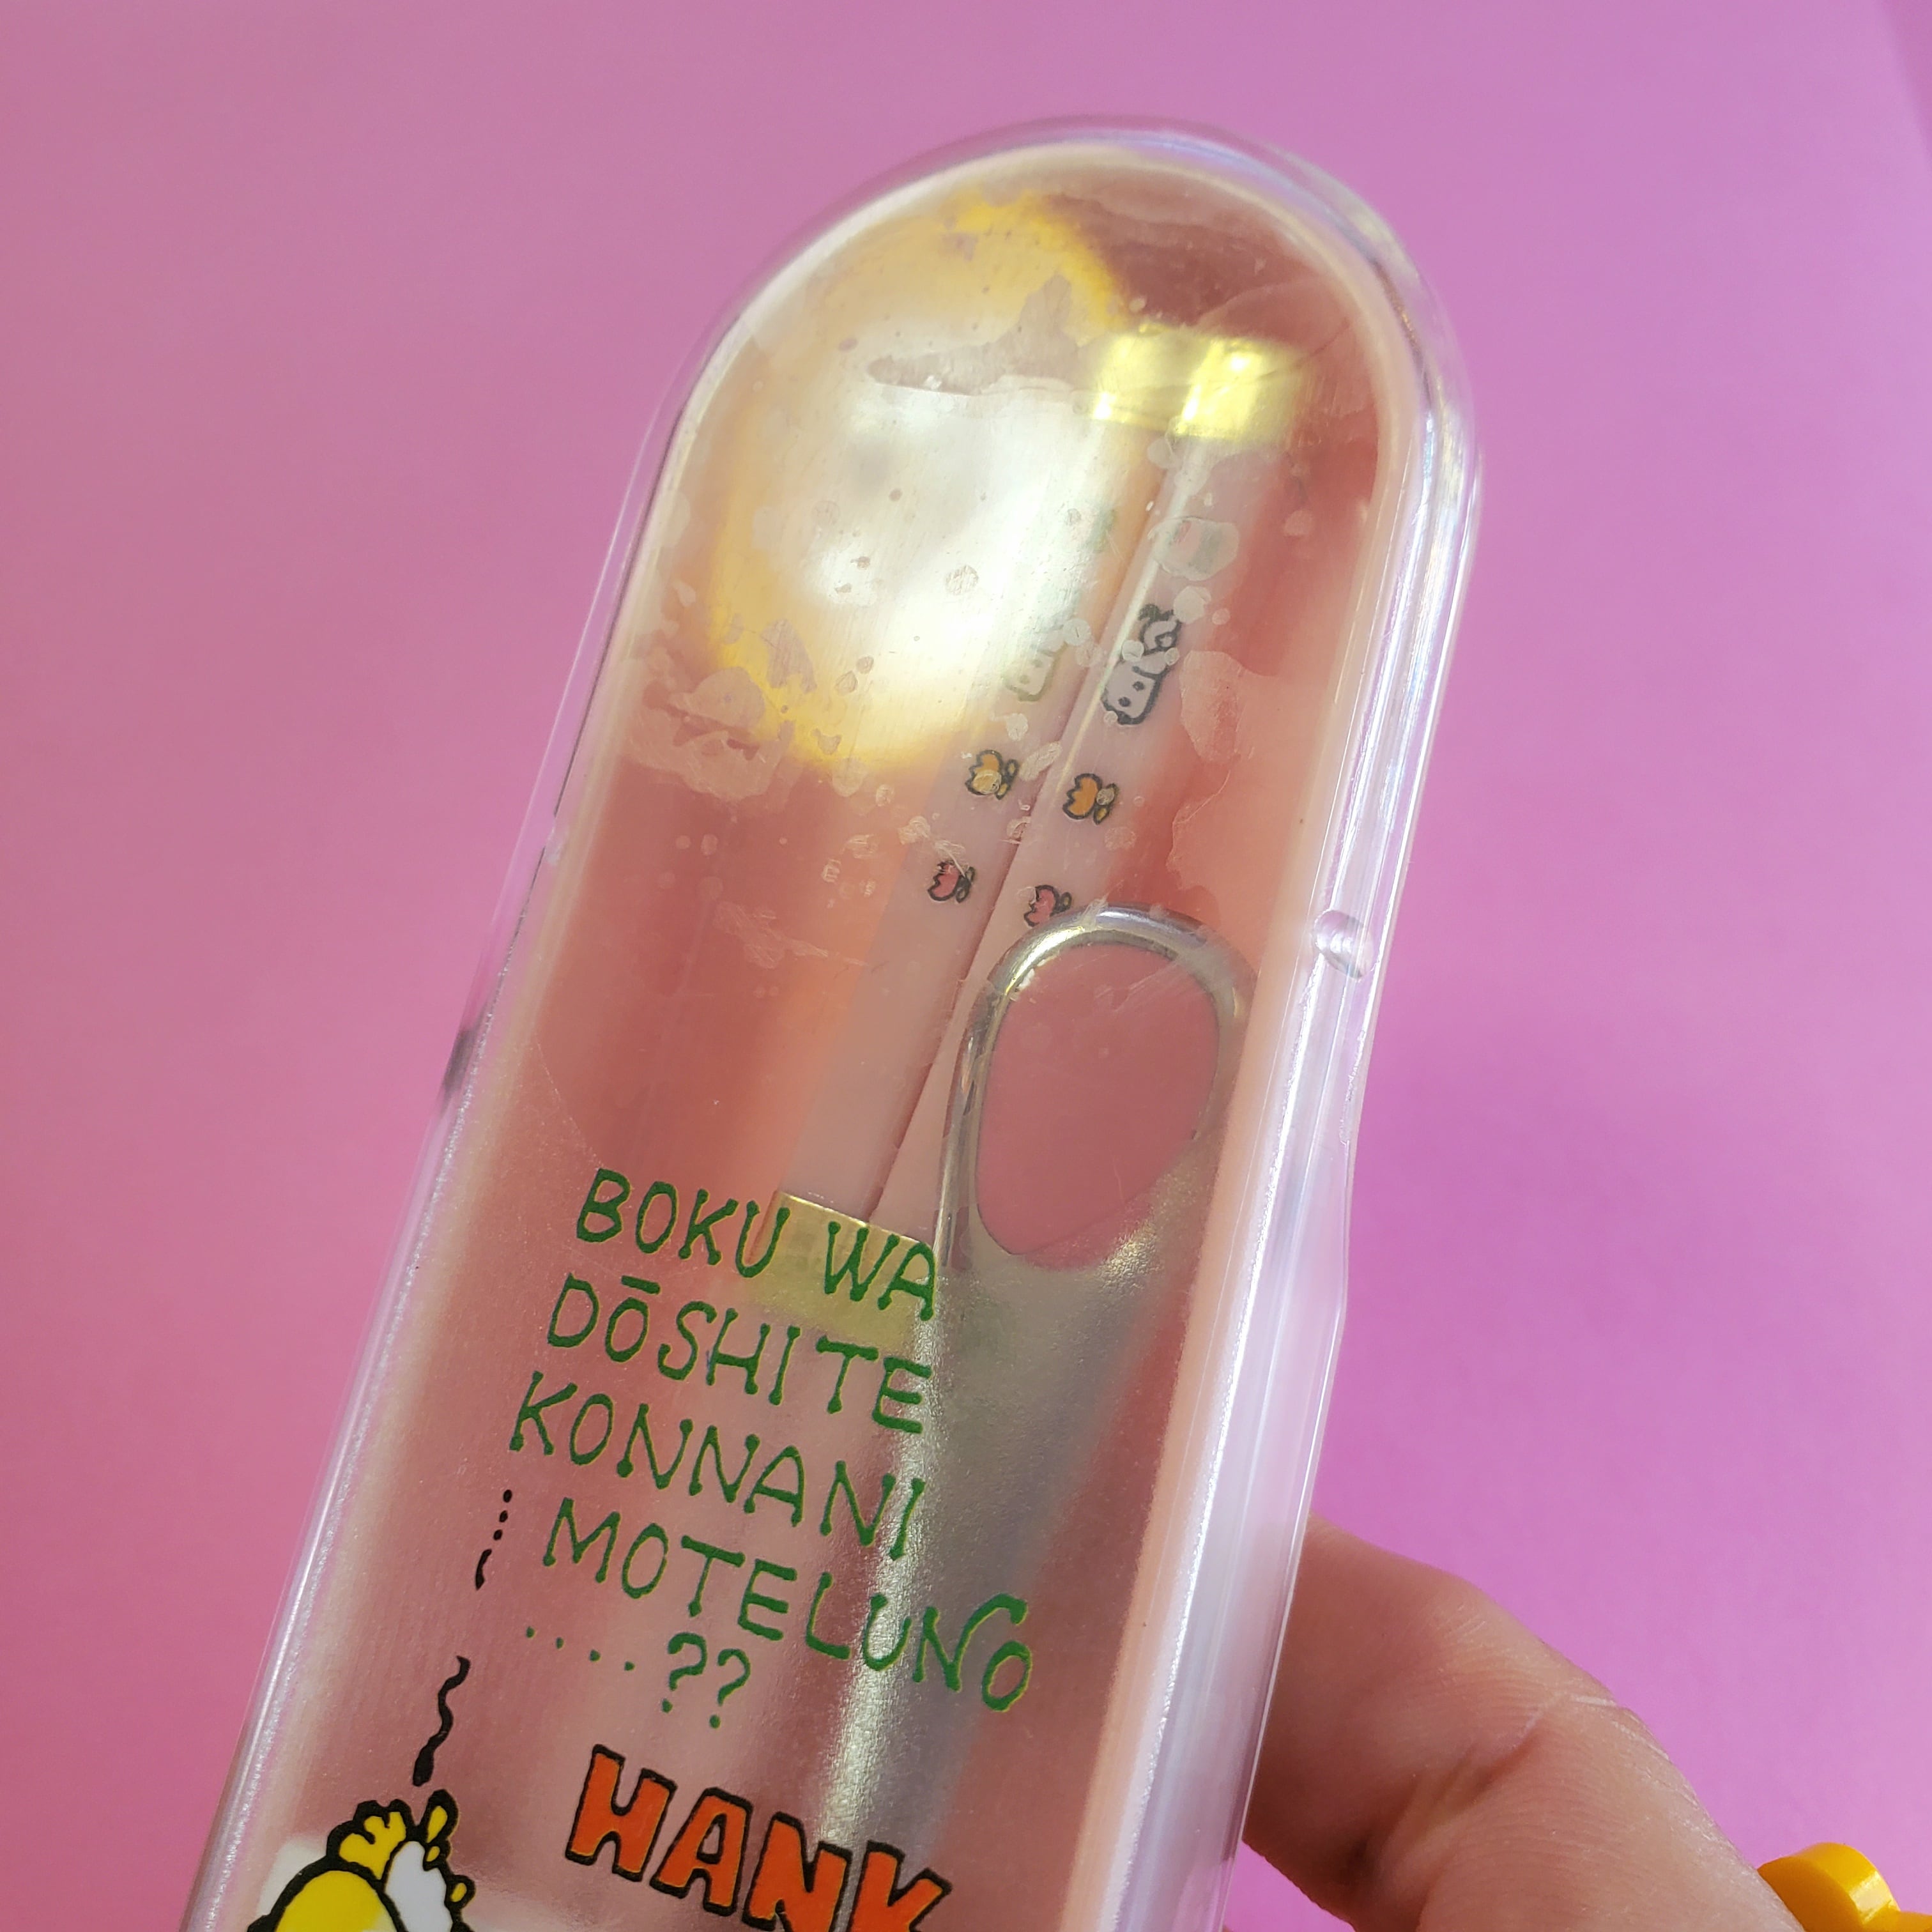 BOKU WA
DŌSHITE
KONNANI
MOTELUNO
....??
HANK